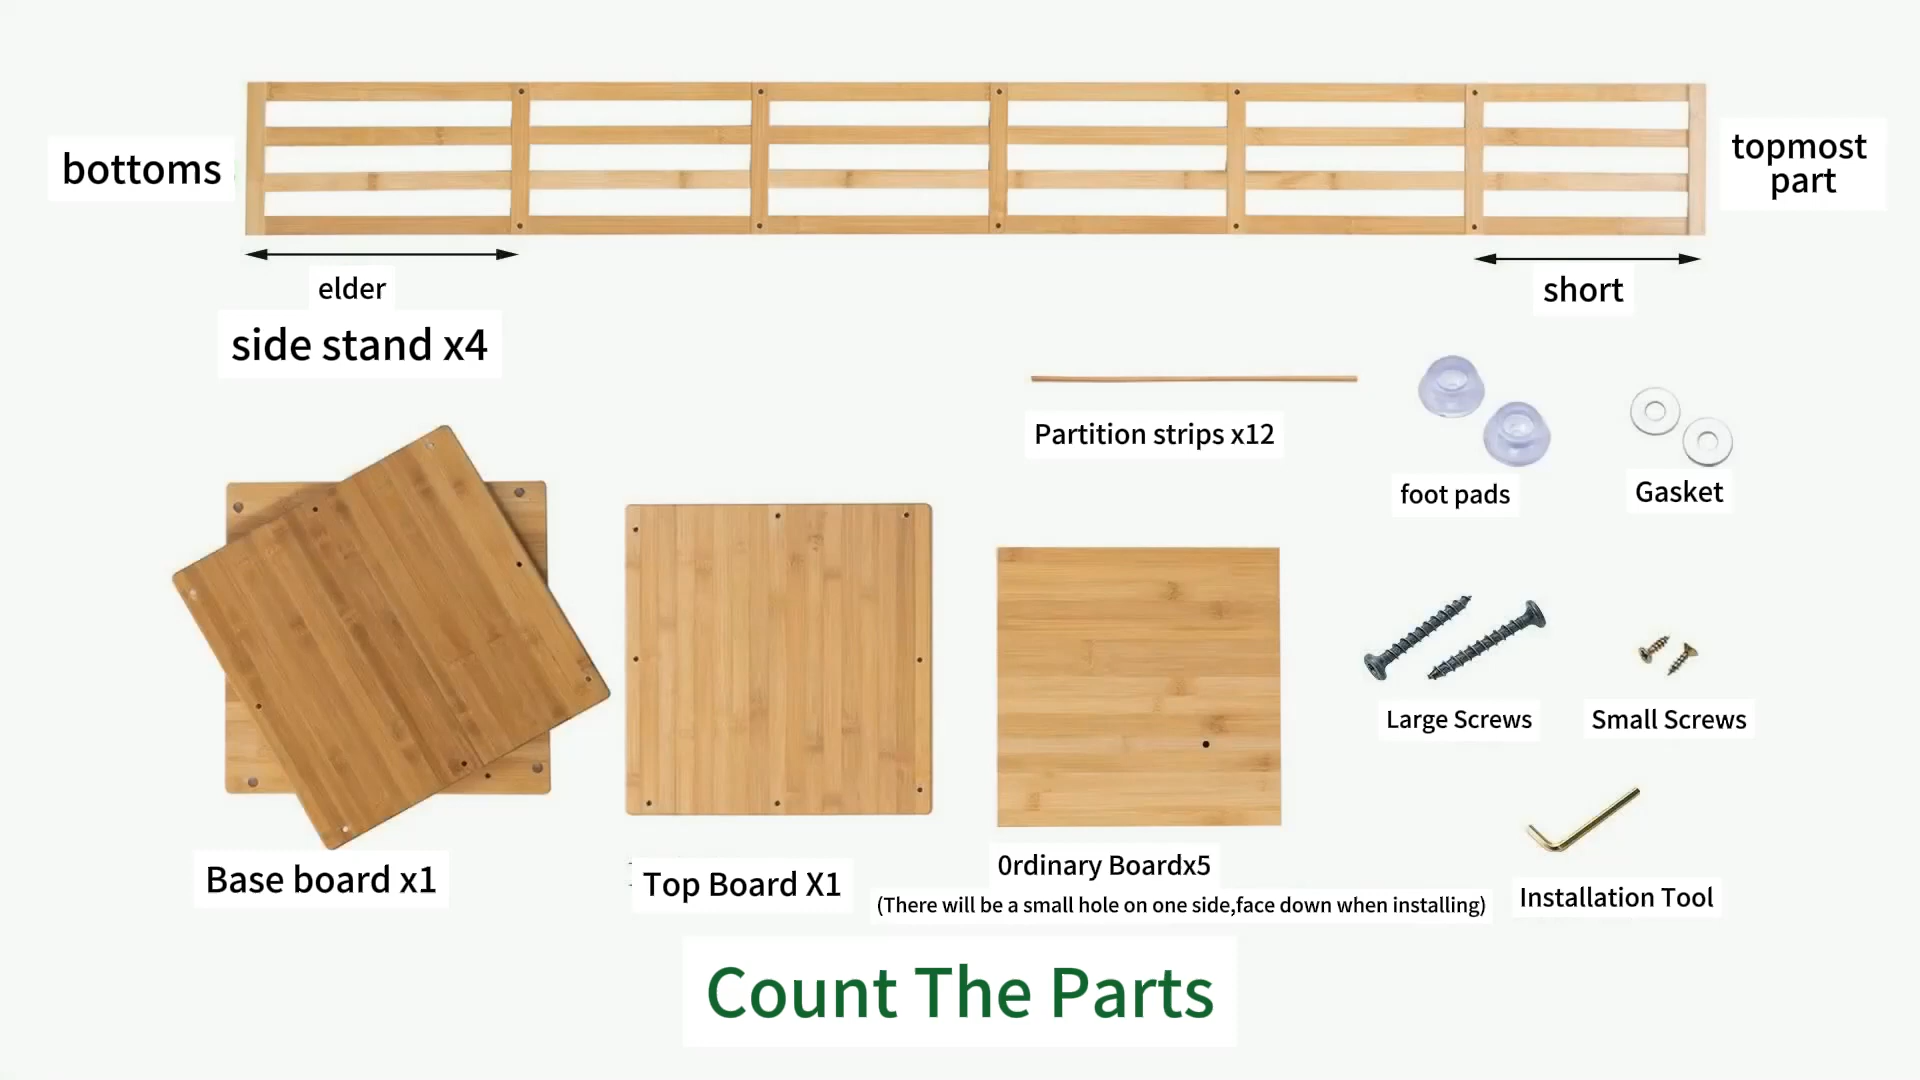 bottoms
topmost
part
elder
short
side stand x4
Partition strips x12
foot pads
Gasket
Large Screws
Small Screws
Base board x1
Top Board X1
0rdinary Boardx5
(There will be a small hole on one side,face down when installing)
Installation Tool
Count The Parts